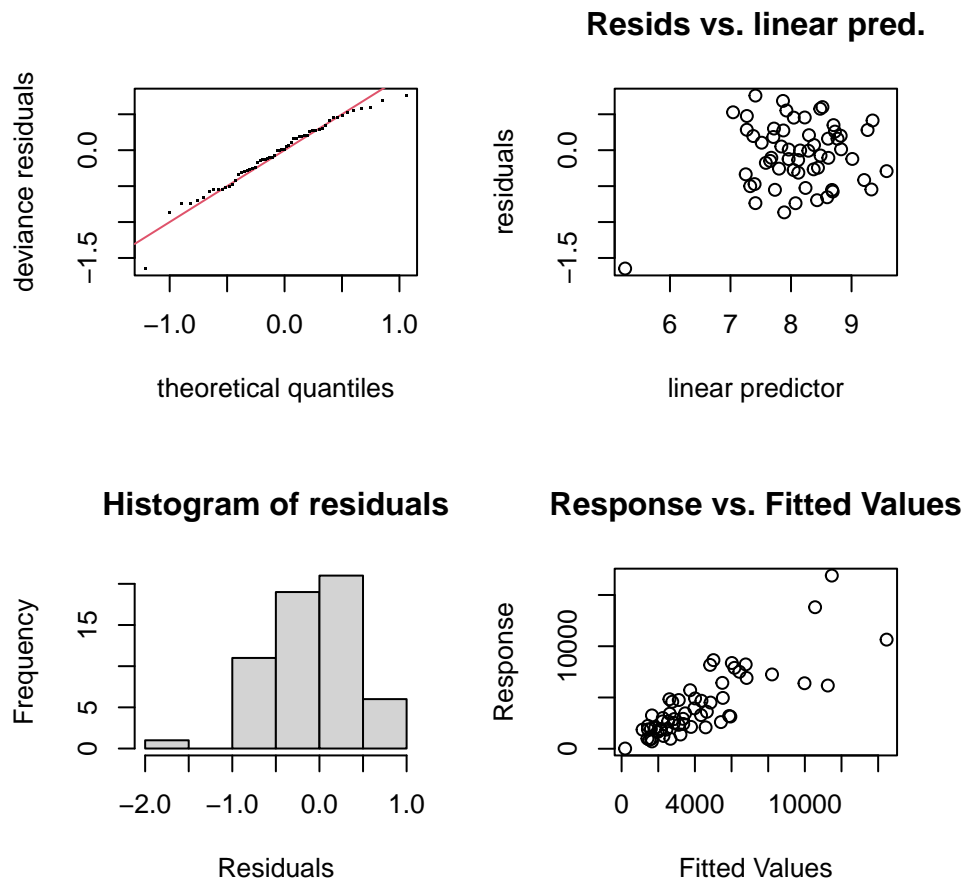 Resids vs. linear pred.
deviance residuals
−1.5
0.0
−1.0
0.0
1.0
theoretical quantiles
residuals
−1.5
0.0
6
7
8
9
linear predictor
Histogram of residuals
Frequency
0
5
15
−2.0
−1.0
0.0
1.0
Residuals
Response vs. Fitted Values
Response
0
10000
0
4000
10000
Fitted Values